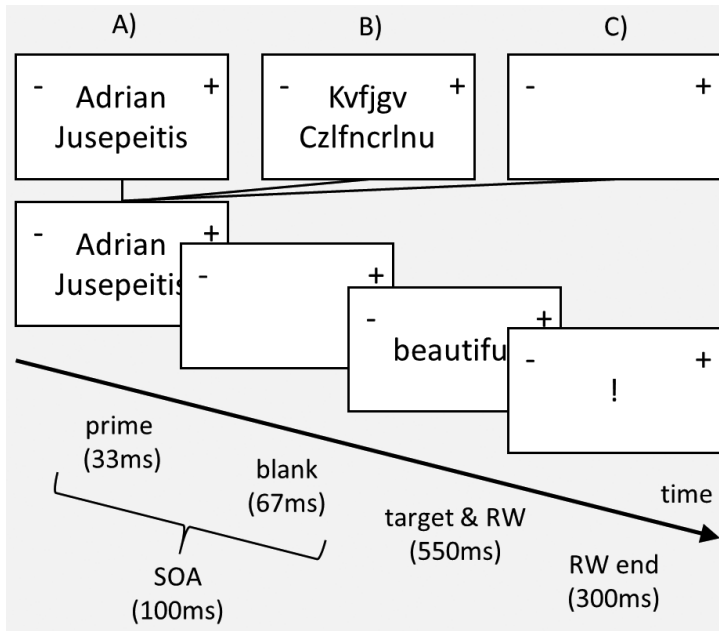 A)
B)
C)
- Adrian +
Jusepeitis
- Kvfjgv +
Czlfncrlnu
- +
- Adrian +
Jusepeitis
- +
- +
beautifu
- +
!
prime
(33ms)
blank
(67ms)
target & RW
(550ms)
time
RW end
(300ms)
SOA
(100ms)